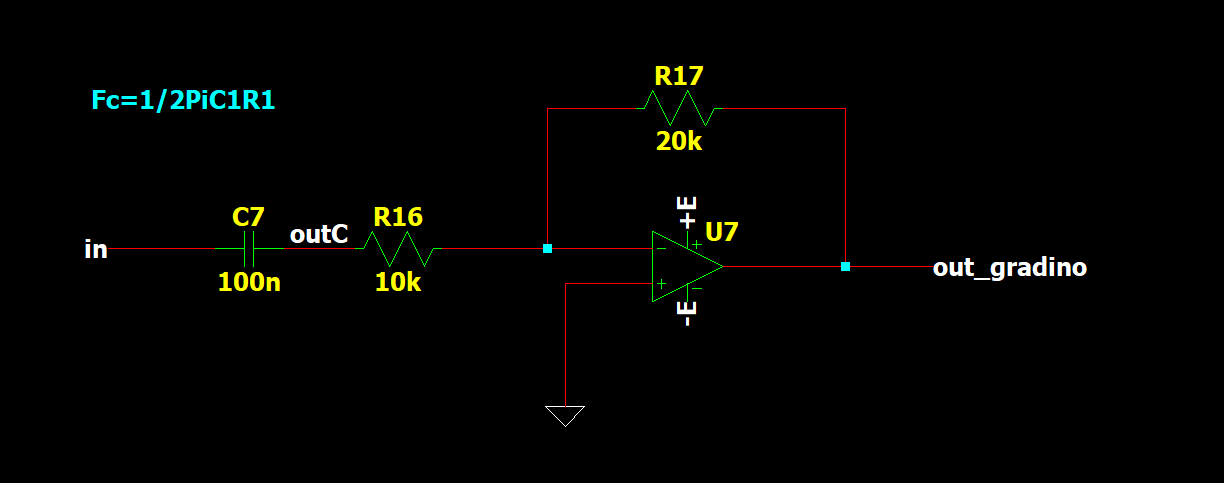 Fc=1/2PiC1R1
R17
20k
in
C7
100n
outC
R16
10k
+E
U7
-E
out_gradino